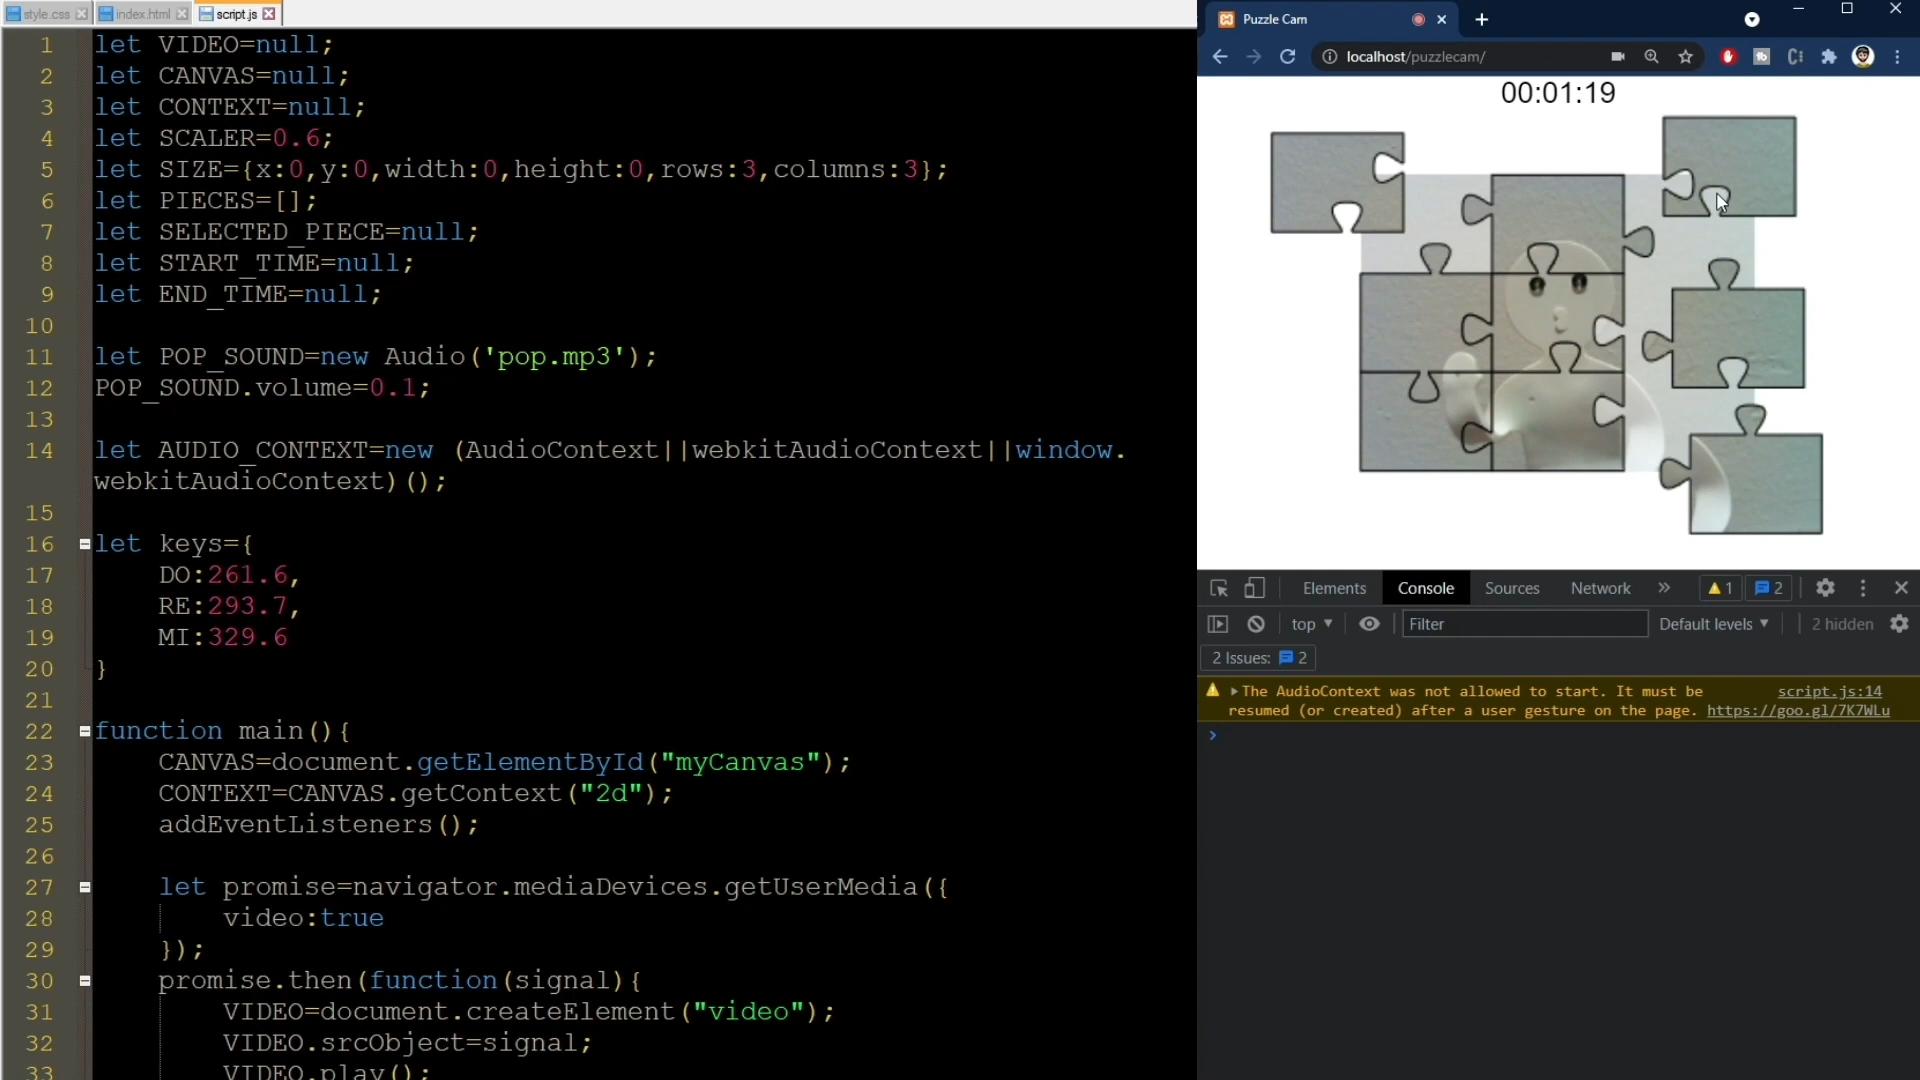 style.css
index.html
script.js
1 let VIDEO=null;
2 let CANVAS=null;
3 let CONTEXT=null;
4 let SCALER=0.6;
5 let SIZE={x:0,y:0,width:0,height:0,rows:3,columns:3};
6 let PIECES=[];
7 let SELECTED_PIECE=null;
8 let START_TIME=null;
9 let END_TIME=null;
10
11 let POP_SOUND=new Audio('pop.mp3');
12 POP_SOUND.volume=0.1;
13
14 let AUDIO_CONTEXT=new (AudioContext||webkitAudioContext||window.
webkitAudioContext)();
15
16 let keys={
17 DO:261.6,
18 RE:293.7,
19 MI:329.6
20 }
21
22 function main(){
23 CANVAS=document.getElementById("myCanvas");
24 CONTEXT=CANVAS.getContext("2d");
25 addEventListeners();
26
27 let promise=navigator.mediaDevices.getUserMedia({
28 video:true
29 });
30 promise.then(function(signal){
31 VIDEO=document.createElement("video");
32 VIDEO.srcObject=signal;
33 VIDEO.play();
Puzzle Cam
localhost/puzzlecam/
00:01:19
Elements Console Sources Network » 1 2
top Filter Default levels 2 hidden
2 Issues: 2
The AudioContext was not allowed to start. It must be script.js:14
resumed (or created) after a user gesture on the page. https://goo.gl/7K7WLu